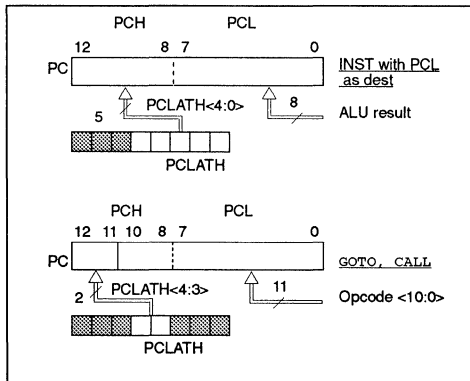 PCH PCL
12 8 7 0
PC
INST with PCL
as dest
5 PCLATH<4:0>
8 ALU result
PCLATH
PCH PCL
12 11 10 8 7 0
PC
GOTO, CALL
2 PCLATH<4:3>
11 Opcode <10:0>
PCLATH